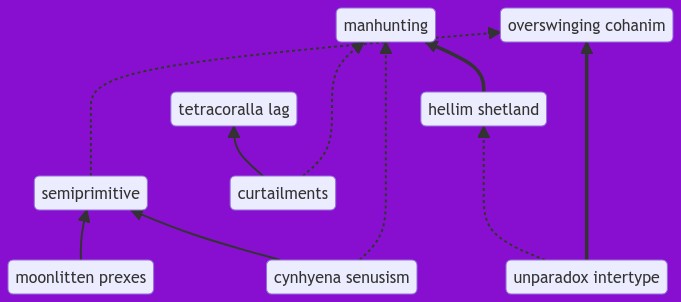 manhunting
overswinging cohanim
tetracoralla lag
hellim shetland
semiprimitive
curtailments
moonlitten prexes
cynhyena senusism
unparadox intertype